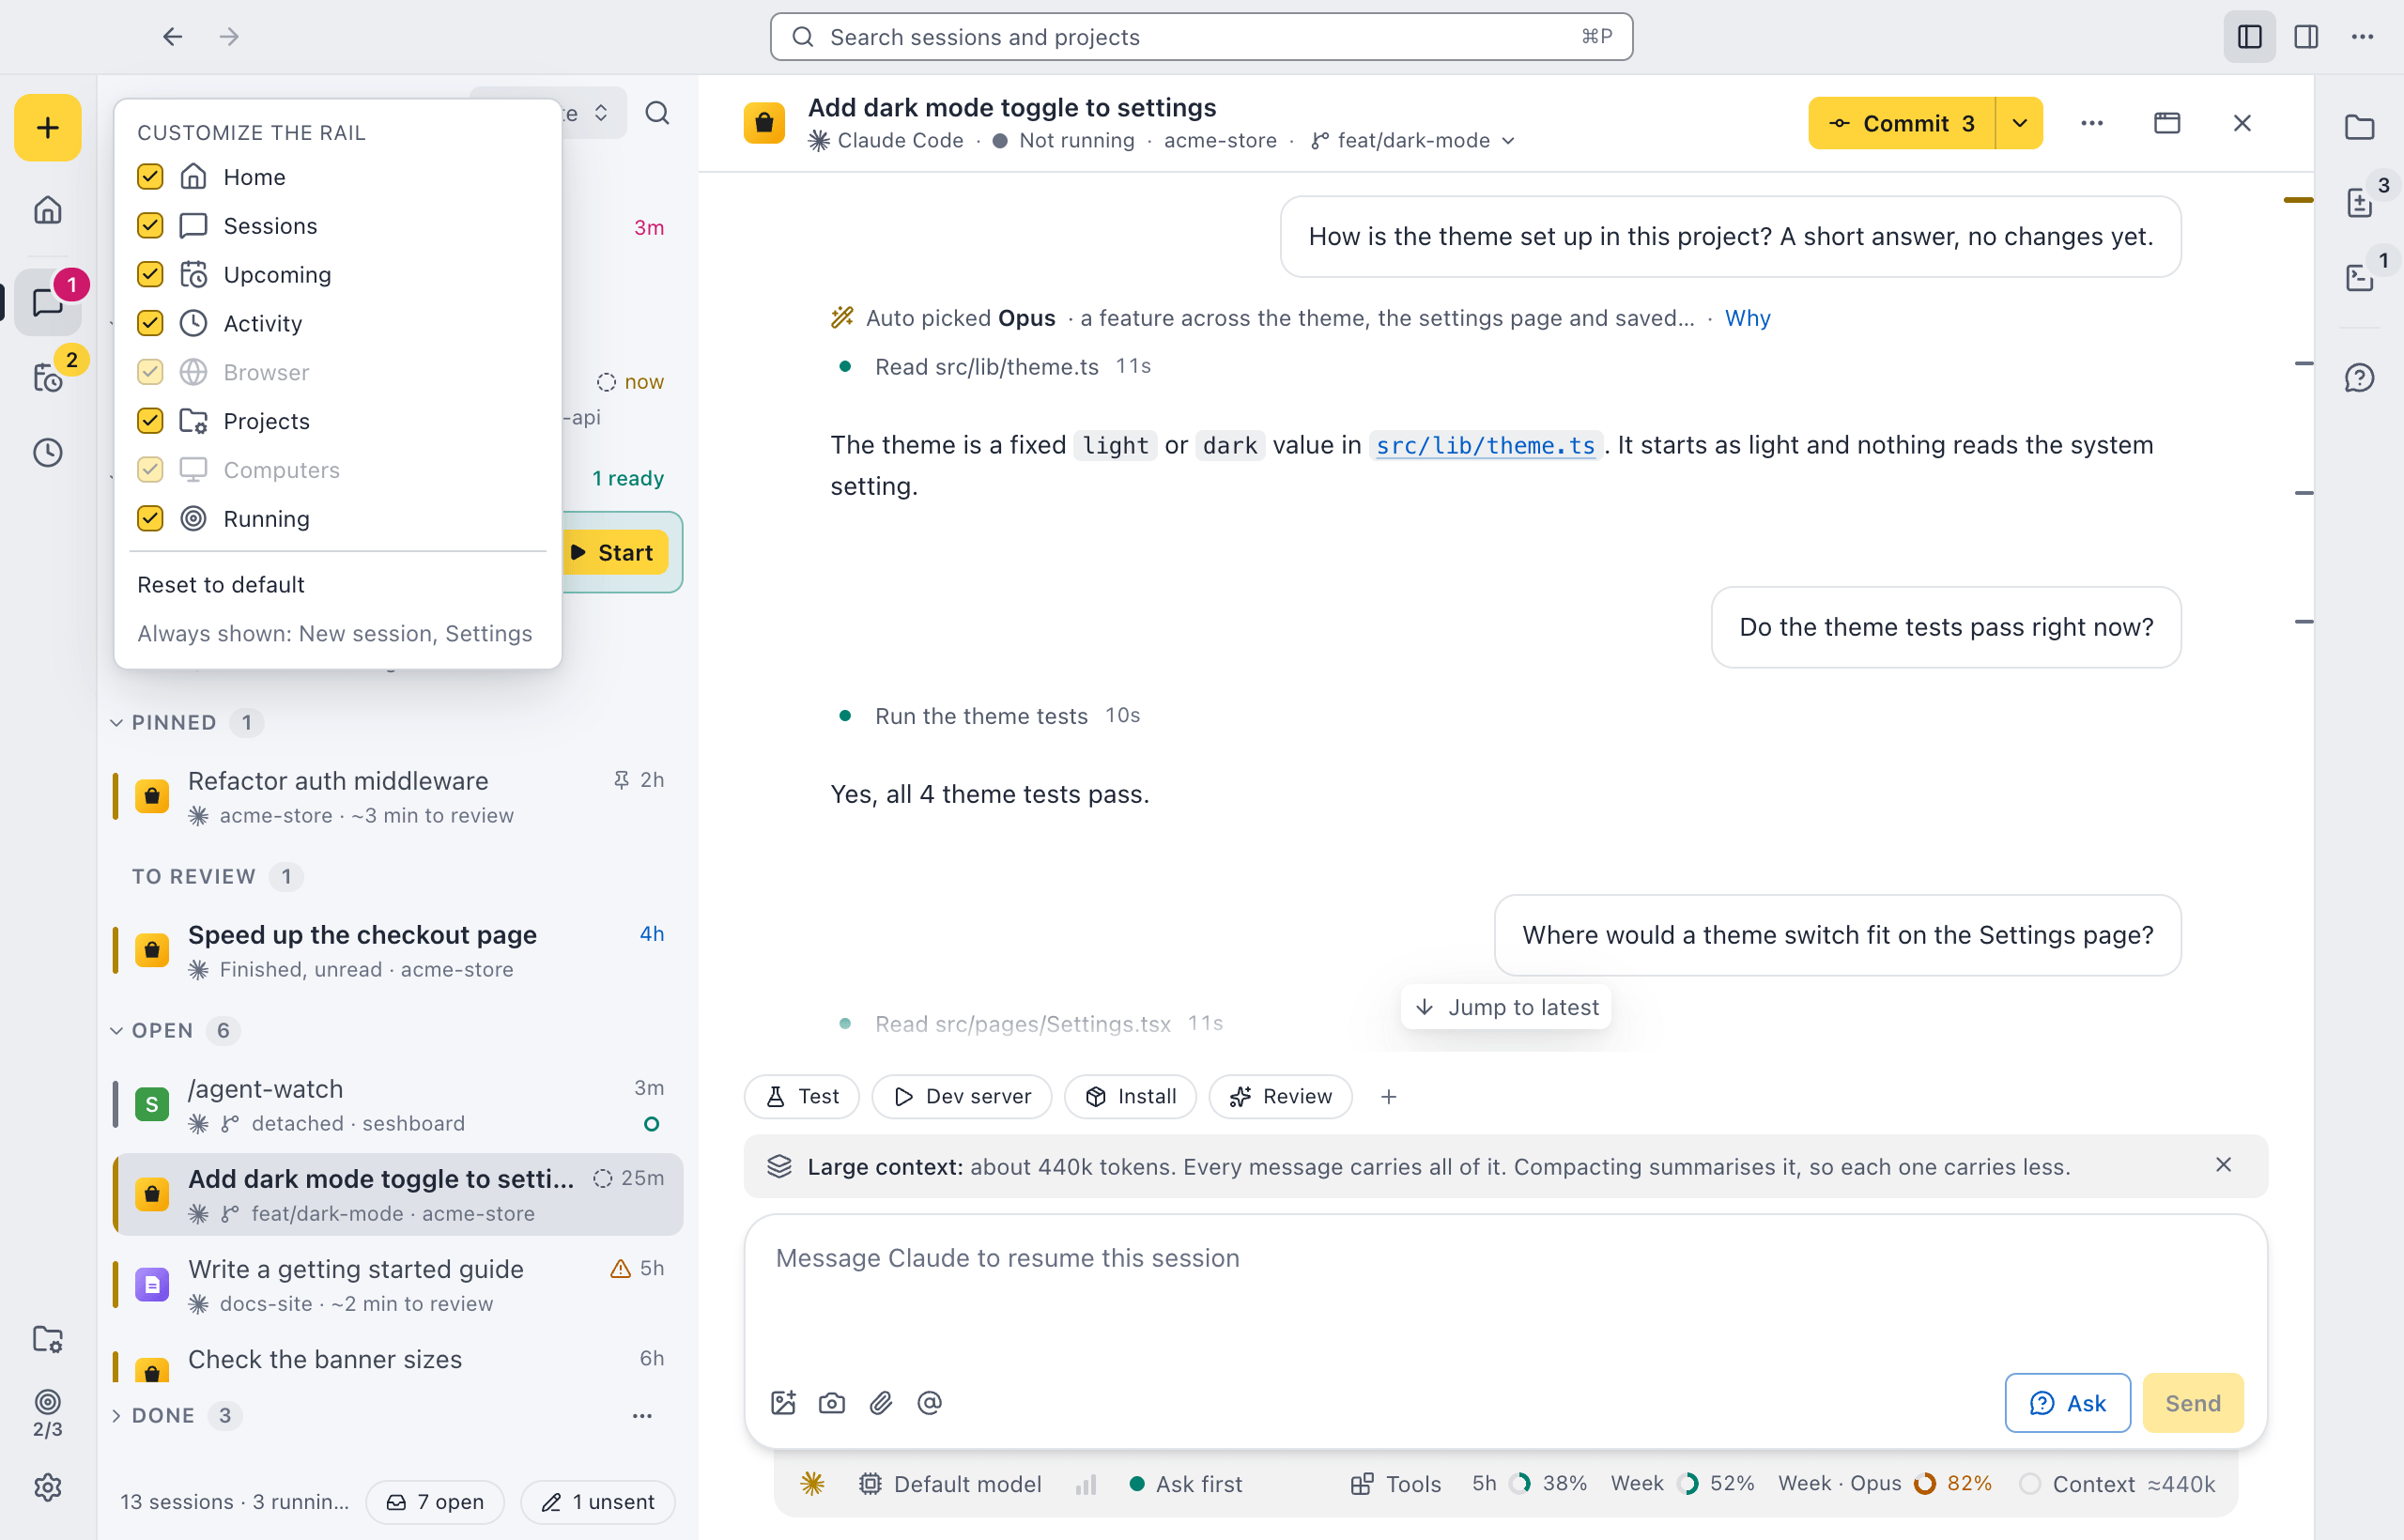 Search sessions and projects ⌘P
CUSTOMIZE THE RAIL
Home
Sessions
Upcoming
Activity
Browser
Projects
Computers
Running
Reset to default
Always shown: New session, Settings
1
2
2/3
3m
now
-api
1 ready
Start
PINNED 1
Refactor auth middleware 2h
acme-store · ~3 min to review
TO REVIEW 1
Speed up the checkout page 4h
Finished, unread · acme-store
OPEN 6
/agent-watch 3m
detached · seshboard
S
Add dark mode toggle to setti... 25m
feat/dark-mode · acme-store
Write a getting started guide 5h
docs-site · ~2 min to review
Check the banner sizes 6h
DONE 3
13 sessions · 3 runnin... 7 open 1 unsent
Add dark mode toggle to settings
Claude Code · Not running · acme-store · feat/dark-mode
Commit 3
How is the theme set up in this project? A short answer, no changes yet.
Auto picked Opus · a feature across the theme, the settings page and saved... · Why
Read src/lib/theme.ts 11s
The theme is a fixed light or dark value in src/lib/theme.ts. It starts as light and nothing reads the system
setting.
Do the theme tests pass right now?
Run the theme tests 10s
Yes, all 4 theme tests pass.
Where would a theme switch fit on the Settings page?
Jump to latest
Read src/pages/Settings.tsx 11s
Test Dev server Install Review
Large context: about 440k tokens. Every message carries all of it. Compacting summarises it, so each one carries less.
Message Claude to resume this session
Ask Send
Default model Ask first Tools 5h 38% Week 52% Week · Opus 82% Context ≈440k
3
1